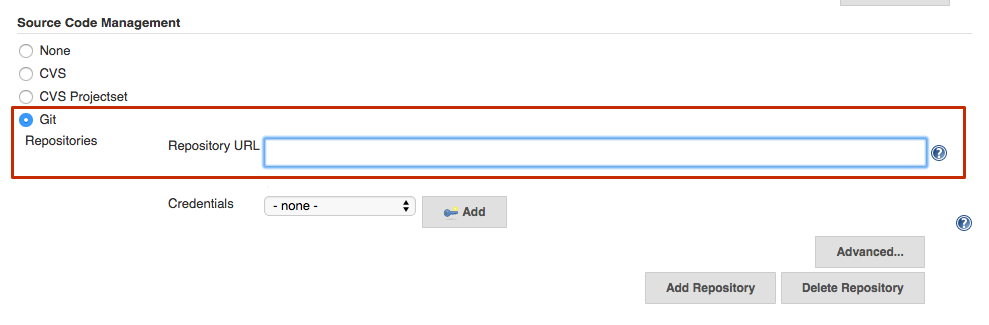 Source Code Management
None
CVS
CVS Projectset
Git
Repositories
Repository URL
?
Credentials
- none -
Add
?
Advanced...
Add Repository
Delete Repository